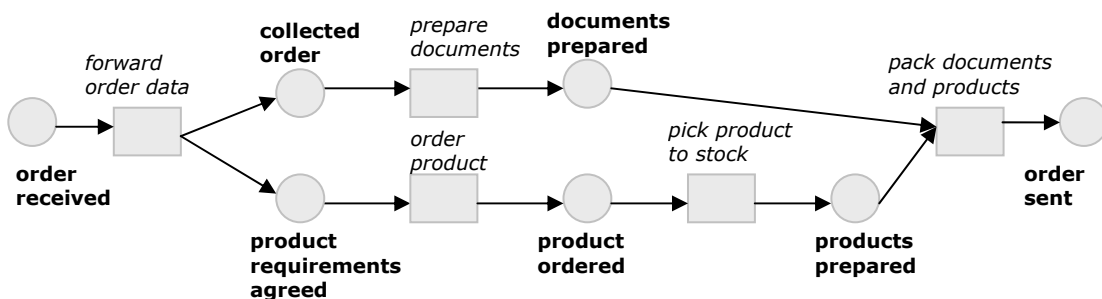 order
received
forward
order data
collected
order
prepare
documents
documents
prepared
product
requirements
agreed
order
product
product
ordered
pick product
to stock
products
prepared
pack documents
and products
order
sent